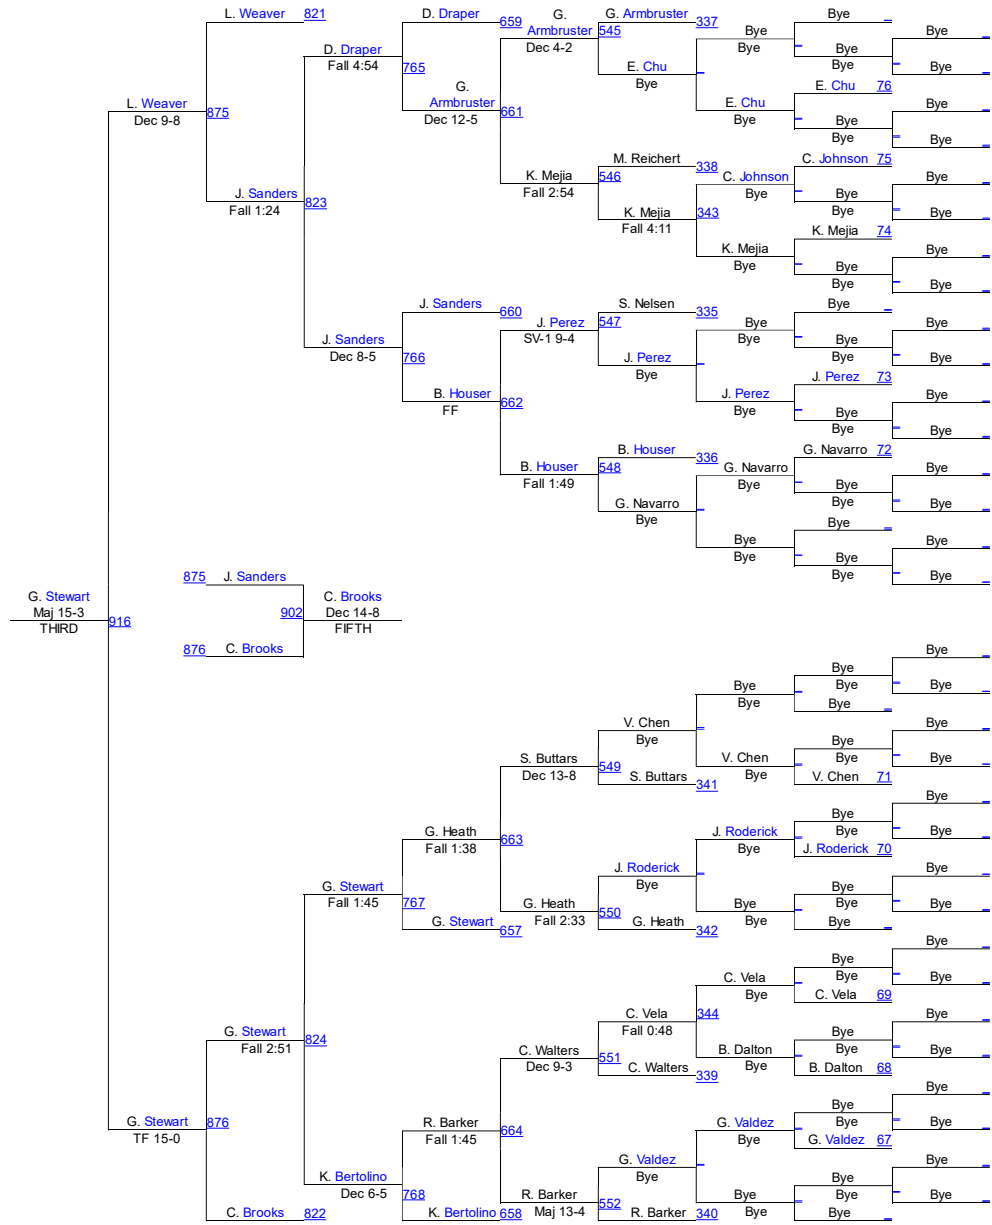 L. Weaver 821
D. Draper 659
G.
Armbruster 545
Dec 4-2
G. Armbruster 337
Bye
Bye
Bye
Bye
Bye
Bye
Bye
D. Draper
Fall 4:54
765
E. Chu
Bye
E. Chu 76
L. Weaver
Dec 9-8
875
G.
Armbruster
Dec 12-5
661
E. Chu
Bye
Bye
Bye
Bye
Bye
M. Reichert 338
C. Johnson 75
K. Mejia
Fall 2:54
546
C. Johnson
Bye
Bye
Bye
Bye
Bye
J. Sanders
Fall 1:24
823
K. Mejia
Fall 4:11
343
K. Mejia 74
K. Mejia
Bye
Bye
Bye
Bye
Bye
J. Sanders 660
S. Nelsen 335
Bye
J. Perez
SV-1 9-4
547
Bye
Bye
Bye
Bye
Bye
Bye
J. Sanders
Dec 8-5
766
J. Perez
Bye
J. Perez 73
B. Houser
FF
662
J. Perez
Bye
Bye
Bye
Bye
Bye
B. Houser 336
G. Navarro 72
B. Houser
Fall 1:49
548
G. Navarro
Bye
Bye
Bye
Bye
Bye
G. Navarro
Bye
Bye
Bye
Bye
Bye
Bye
Bye
Bye
875 J. Sanders
G. Stewart
Maj 15-3
THIRD
916
902
C. Brooks
Dec 14-8
FIFTH
876 C. Brooks
Bye
Bye
Bye
Bye
Bye
Bye
Bye
Bye
V. Chen
Bye
Bye
Bye
Bye
Bye
S. Buttars
Dec 13-8
549
V. Chen
Bye
S. Buttars 341
V. Chen 71
Bye
Bye
Bye
Bye
G. Heath
Fall 1:38
663
J. Roderick
Bye
J. Roderick 70
J. Roderick
Bye
Bye
Bye
Bye
Bye
G. Stewart
Fall 1:45
767
G. Heath
Fall 2:33
550
Bye
Bye
G. Stewart 657
G. Heath 342
Bye
Bye
Bye
Bye
Bye
C. Vela
Bye
C. Vela 69
C. Vela
Fall 0:48
344
Bye
Bye
Bye
Bye
G. Stewart
Fall 2:51
824
C. Walters
Dec 9-3
551
B. Dalton
Bye
C. Walters 339
B. Dalton 68
Bye
Bye
Bye
Bye
G. Stewart
TF 15-0
876
R. Barker
Fall 1:45
664
G. Valdez
Bye
G. Valdez 67
G. Valdez
Bye
Bye
Bye
Bye
Bye
K. Bertolino
Dec 6-5
768
R. Barker
Maj 13-4
552
Bye
Bye
C. Brooks 822
K. Bertolino 658
R. Barker 340
Bye